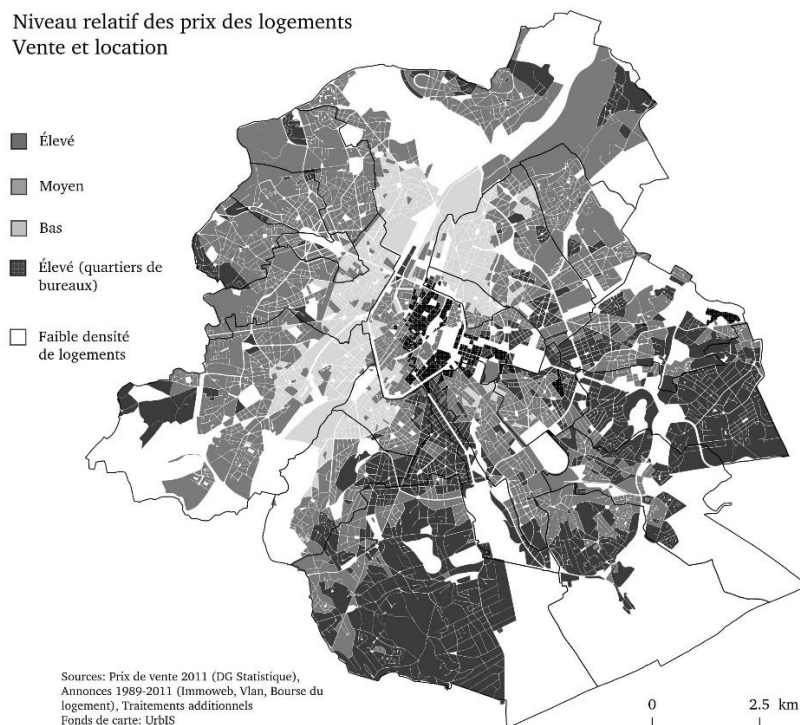 Niveau relatif des prix des logements
Vente et location
Élevé
Moyen
Bas
Élevé (quartiers de
bureaux)
Faible densité
de logements
Sources: Prix de vente 2011 (DG Statistique),
Annonces 1989-2011 (Immoweb, Vlan, Bourse du
logement), Traitements additionnels
Fonds de carte: UrbIS
0 2.5 km